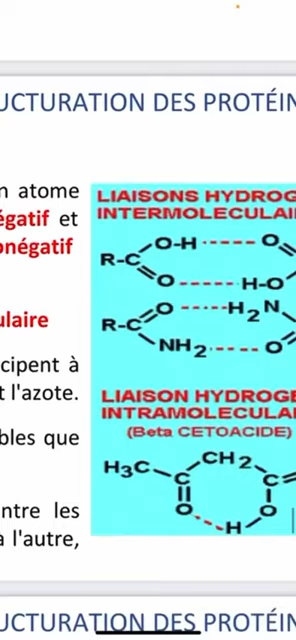 UCTURATION DES PROTÉIN
n atome
égatif et
onégatif
ulaire
cipent à
t l'azote.
bles que
ntre les
a l'autre,
LIAISONS HYDROG
INTERMOLECULAI
O-H O
R-C
O H-O
O H2N
R-C
NH2 O
LIAISON HYDROGE
INTRAMOLECULA
(Beta CETOACIDE)
CH2
H3C C C
O O
H
UCTURATION DES PROTÉIN